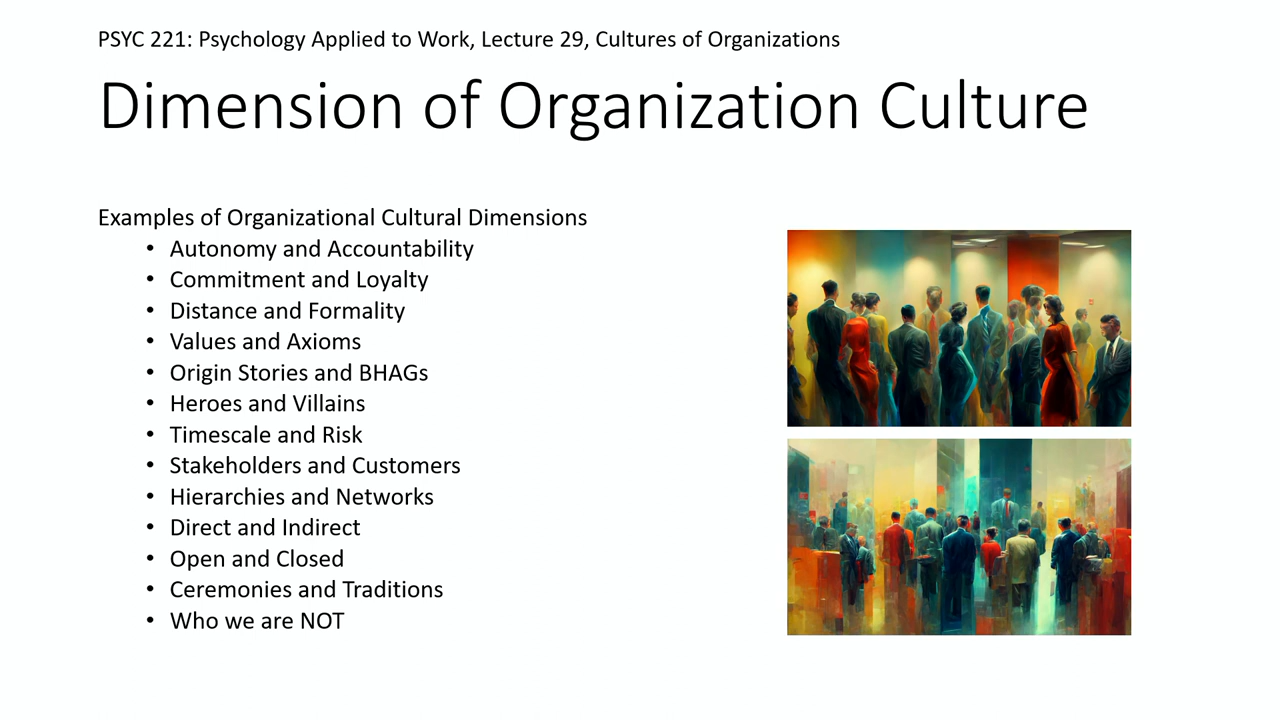 PSYC 221: Psychology Applied to Work, Lecture 29, Cultures of Organizations
Dimension of Organization Culture
Examples of Organizational Cultural Dimensions
• Autonomy and Accountability
• Commitment and Loyalty
• Distance and Formality
• Values and Axioms
• Origin Stories and BHAGs
• Heroes and Villains
• Timescale and Risk
• Stakeholders and Customers
• Hierarchies and Networks
• Direct and Indirect
• Open and Closed
• Ceremonies and Traditions
• Who we are NOT